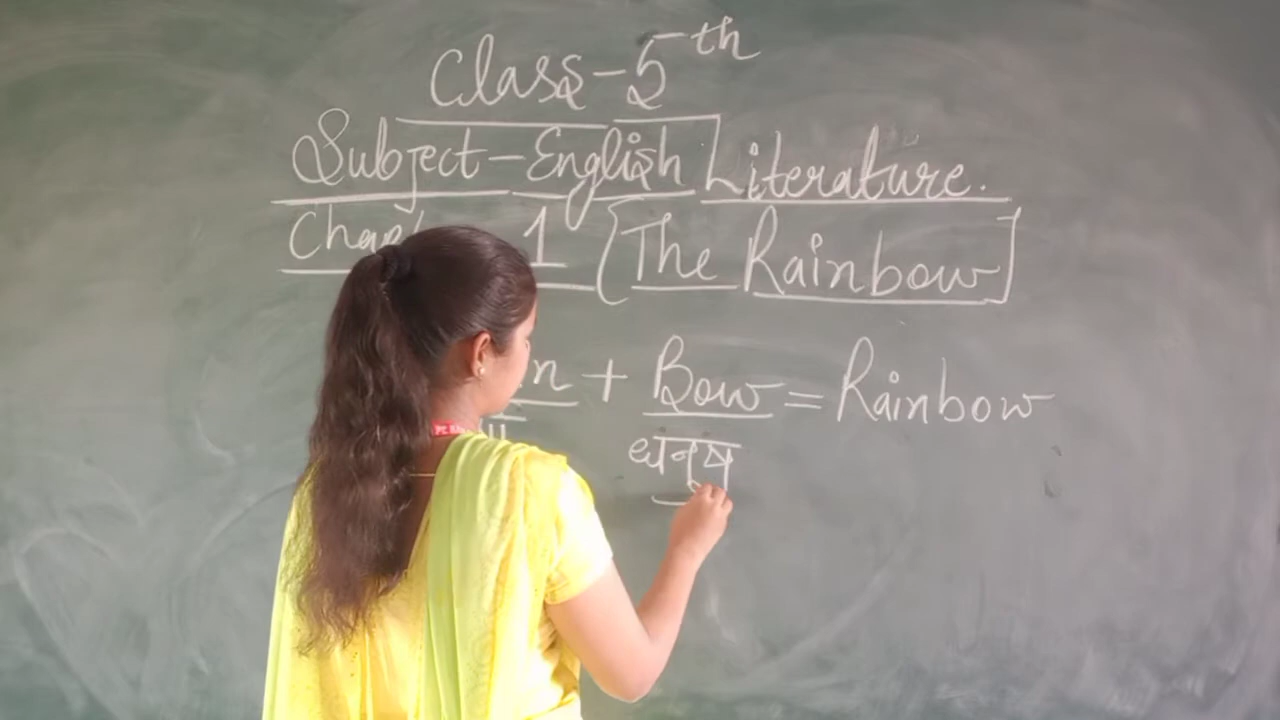 Class-5th
Subject-English Literature.
1 [The Rainbow]
+ Bow = Rainbow
धनुष